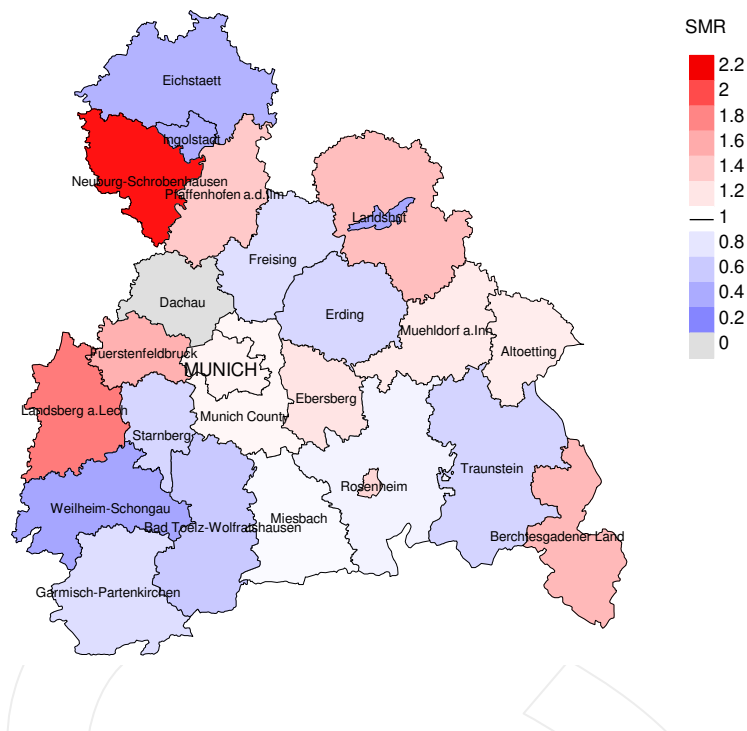 SMR
2.2
2
1.8
1.6
1.4
1.2
1
0.8
0.6
0.4
0.2
0
Eichstaett
Ingolstadt
Neuburg-Schrobenhausen
Pfaffenhofen a.d.Ilm
Landshut
Freising
Dachau
Erding
Muehldorf a.Inn
Altoetting
Fuerstenfeldbruck
MUNICH
Ebersberg
Landsberg a.Lech
Munich County
Starnberg
Traunstein
Rosenheim
Weilheim-Schongau
Miesbach
Bad Toelz-Wolfratshausen
Berchtesgadener Land
Garmisch-Partenkirchen